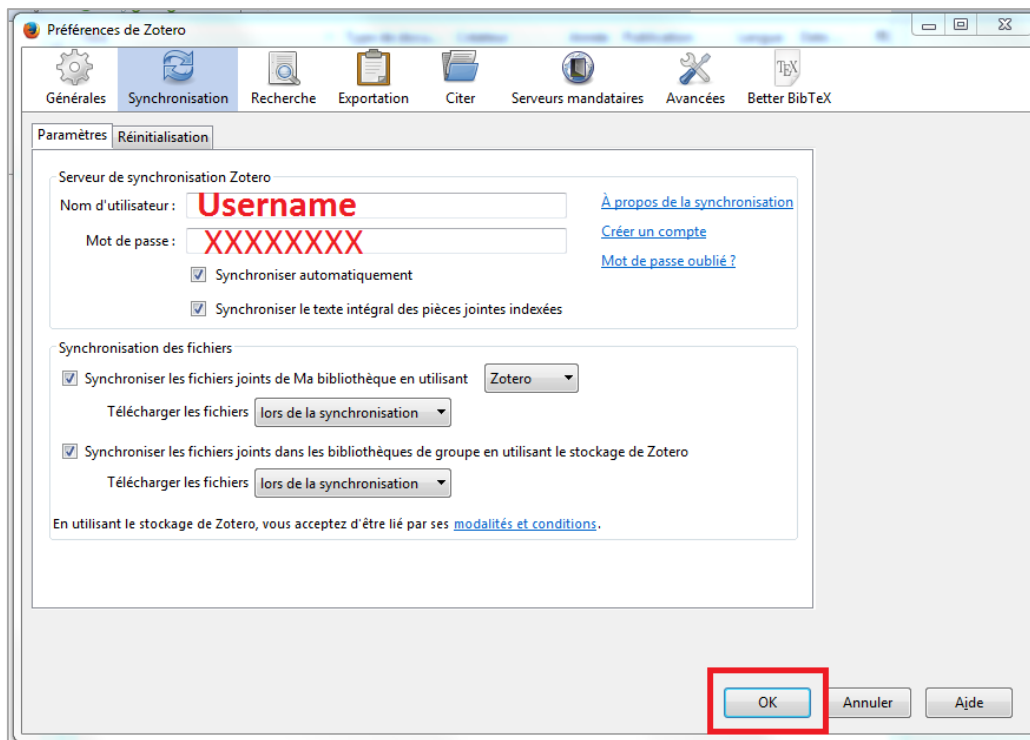 Préférences de Zotero
Générales Synchronisation Recherche Exportation Citer Serveurs mandataires Avancées Better BibTeX
TEX
Paramètres Réinitialisation
Serveur de synchronisation Zotero
Nom d'utilisateur : Username À propos de la synchronisation
Mot de passe : XXXXXXXX Créer un compte
Mot de passe oublié ?
Synchroniser automatiquement
Synchroniser le texte intégral des pièces jointes indexées
Synchronisation des fichiers
Synchroniser les fichiers joints de Ma bibliothèque en utilisant Zotero
Télécharger les fichiers lors de la synchronisation
Synchroniser les fichiers joints dans les bibliothèques de groupe en utilisant le stockage de Zotero
Télécharger les fichiers lors de la synchronisation
En utilisant le stockage de Zotero, vous acceptez d'être lié par ses modalités et conditions.
OK Annuler Aide